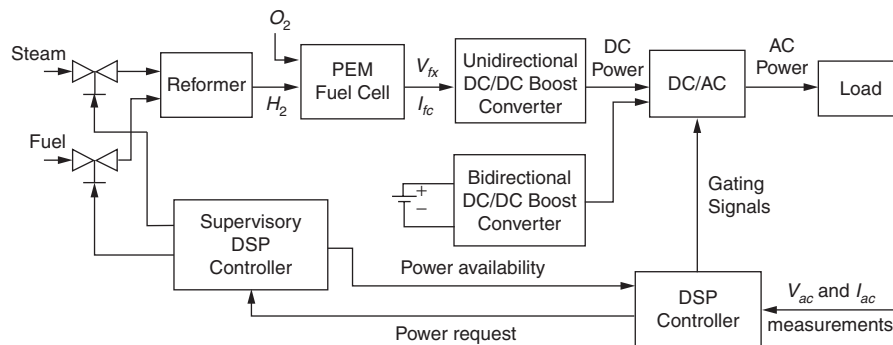 O2
Steam
Reformer
H2
PEM
Fuel Cell
Vfx
Ifc
Unidirectional
DC/DC Boost
Converter
DC
Power
DC/AC
AC
Power
Load
Fuel
+
−
Bidirectional
DC/DC Boost
Converter
Gating
Signals
Supervisory
DSP
Controller
Power availability
Power request
DSP
Controller
Vac and Iac
measurements